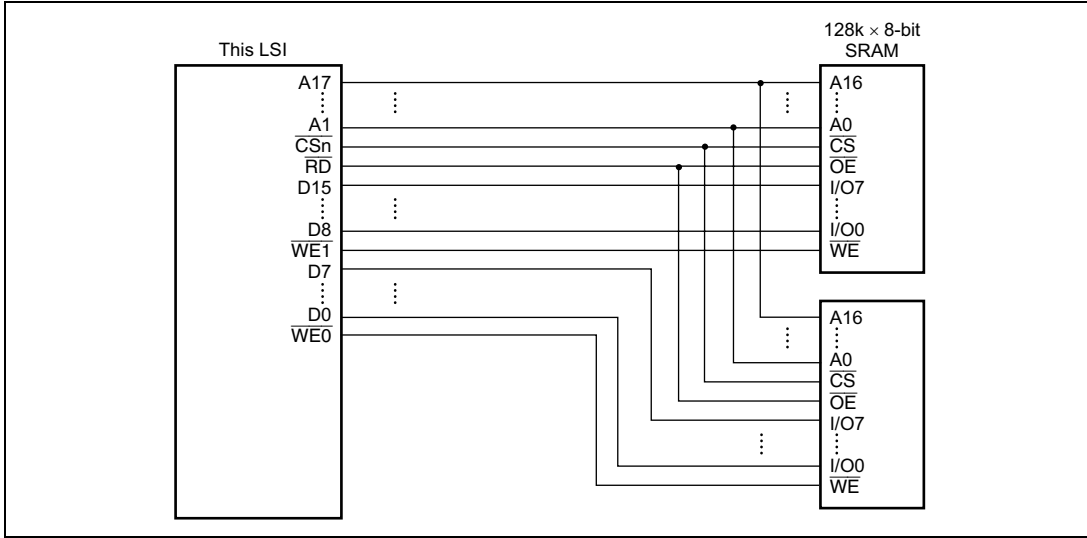 This LSI
A17
A1
CSn
RD
D15
D8
WE1
D7
D0
WE0
128k × 8-bit
SRAM
A16
A0
CS
OE
I/O7
I/O0
WE
A16
A0
CS
OE
I/O7
I/O0
WE